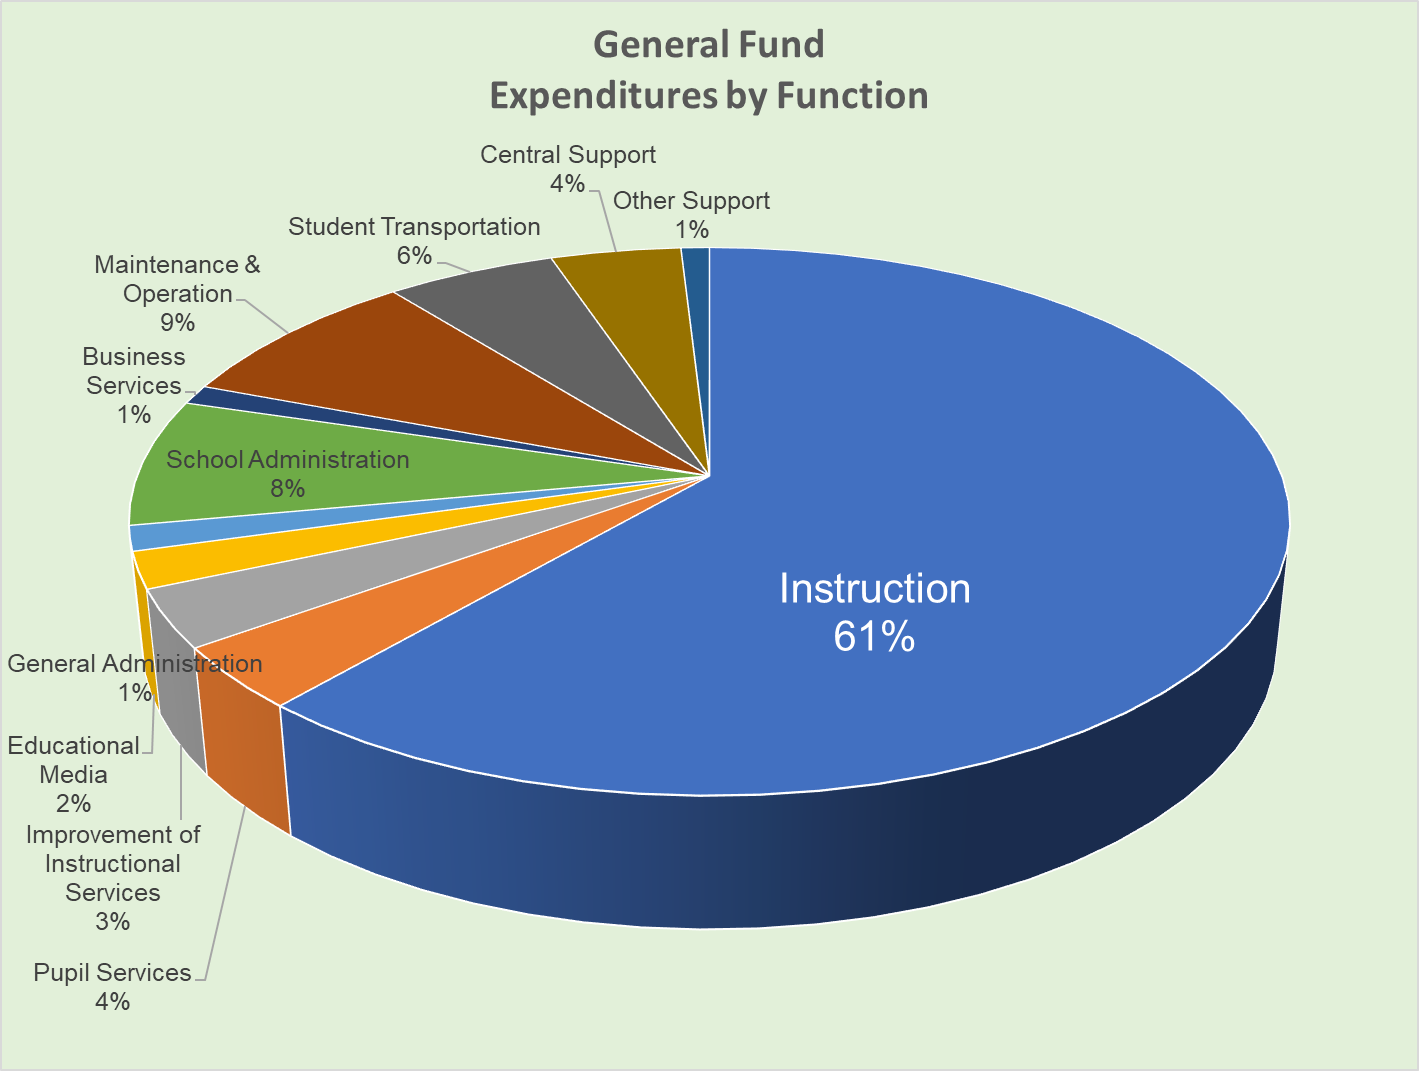 General Fund
Expenditures by Function
Central Support
4%
Other Support
1%
Student Transportation
6%
Maintenance &
Operation
9%
Business
Services
1%
School Administration
8%
Instruction
61%
General Administration
1%
Educational
Media
2%
Improvement of
Instructional
Services
3%
Pupil Services
4%